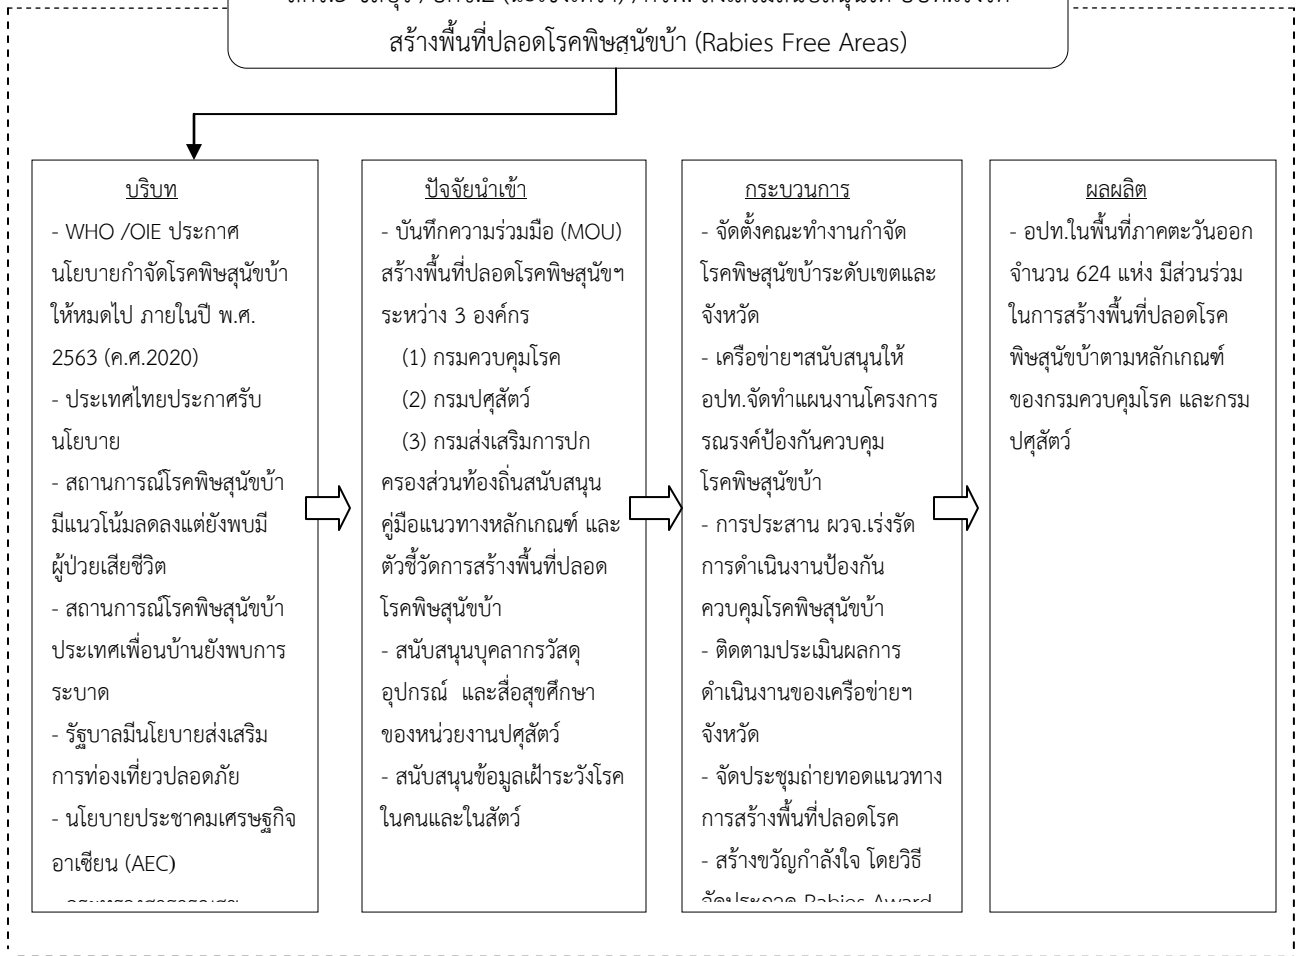 สร้างพื้นที่ปลอดโรคพิษสุนัขบ้า (Rabies Free Areas)
บริบท
- WHO /OIE ประกาศ
นโยบายกำจัดโรคพิษสุนัขบ้า
ให้หมดไป ภายในปี พ.ศ.
2563 (ค.ศ.2020)
- ประเทศไทยประกาศรับ
นโยบาย
- สถานการณ์โรคพิษสุนัขบ้า
มีแนวโน้มลดลงแต่ยังพบมี
ผู้ป่วยเสียชีวิต
- สถานการณ์โรคพิษสุนัขบ้า
ประเทศเพื่อนบ้านยังพบการ
ระบาด
- รัฐบาลมีนโยบายส่งเสริม
การท่องเที่ยวปลอดภัย
- นโยบายประชาคมเศรษฐกิจ
อาเซียน (AEC)
ปัจจัยนำเข้า
- บันทึกความร่วมมือ (MOU)
สร้างพื้นที่ปลอดโรคพิษสุนัขฯ
ระหว่าง 3 องค์กร
(1) กรมควบคุมโรค
(2) กรมปศุสัตว์
(3) กรมส่งเสริมการปก
ครองส่วนท้องถิ่นสนับสนุน
คู่มือแนวทางหลักเกณฑ์ และ
ตัวชี้วัดการสร้างพื้นที่ปลอด
โรคพิษสุนัขบ้า
- สนับสนุนบุคลากรวัสดุ
อุปกรณ์ และสื่อสุขศึกษา
ของหน่วยงานปศุสัตว์
- สนับสนุนข้อมูลเฝ้าระวังโรค
ในคนและในสัตว์
กระบวนการ
- จัดตั้งคณะทำงานกำจัด
โรคพิษสุนัขบ้าระดับเขตและ
จังหวัด
- เครือข่ายฯสนับสนุนให้
อปท.จัดทำแผนงานโครงการ
รณรงค์ป้องกันควบคุม
โรคพิษสุนัขบ้า
- การประสาน ผวจ.เร่งรัด
การดำเนินงานป้องกัน
ควบคุมโรคพิษสุนัขบ้า
- ติดตามประเมินผลการ
ดำเนินงานของเครือข่ายฯ
จังหวัด
- จัดประชุมถ่ายทอดแนวทาง
การสร้างพื้นที่ปลอดโรค
- สร้างขวัญกำลังใจ โดยวิธี
Rabies Award
ผลผลิต
- อปท.ในพื้นที่ภาคตะวันออก
จำนวน 624 แห่ง มีส่วนร่วม
ในการสร้างพื้นที่ปลอดโรค
พิษสุนัขบ้าตามหลักเกณฑ์
ของกรมควบคุมโรค และกรม
ปศุสัตว์